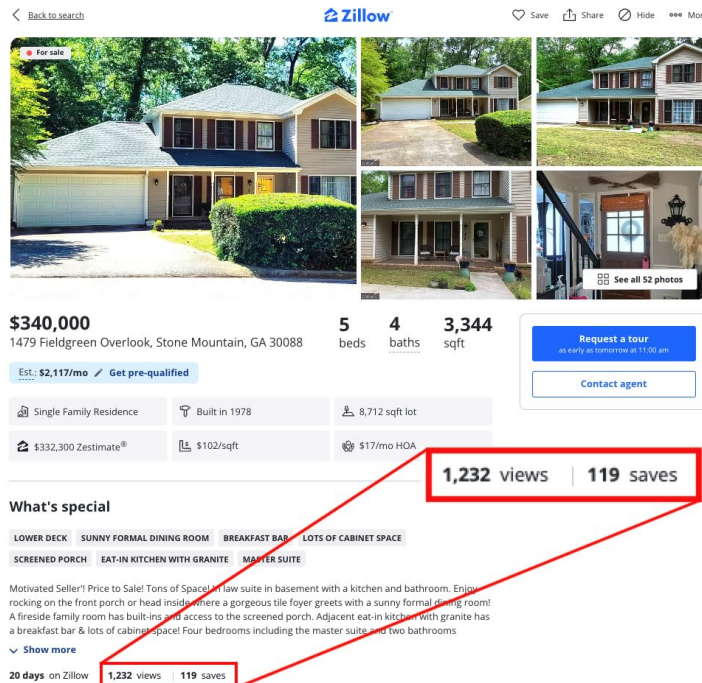 Back to search
Zillow
Save
Share
Hide
Mor
For sale
See all 52 photos
$340,000
1479 Fieldgreen Overlook, Stone Mountain, GA 30088
5
beds
4
baths
3,344
sqft
Request a tour
as early as tomorrow at 11:00 am
Contact agent
Est.: $2,117/mo Get pre-qualified
Single Family Residence
Built in 1978
8,712 sqft lot
$332,300 Zestimate®
$102/sqft
$17/mo HOA
1,232 views | 119 saves
What's special
LOWER DECK SUNNY FORMAL DINING ROOM BREAKFAST BAR LOTS OF CABINET SPACE
SCREENED PORCH EAT-IN KITCHEN WITH GRANITE MASTER SUITE
Motivated Seller'! Price to Sale! Tons of Space! In law suite in basement with a kitchen and bathroom. Enjoy
rocking on the front porch or head inside where a gorgeous tile foyer greets with a sunny formal dining room!
A fireside family room has built-ins and access to the screened porch. Adjacent eat-in kitchen with granite has
a breakfast bar & lots of cabinet space! Four bedrooms including the master suite and two bathrooms
Show more
20 days on Zillow 1,232 views | 119 saves